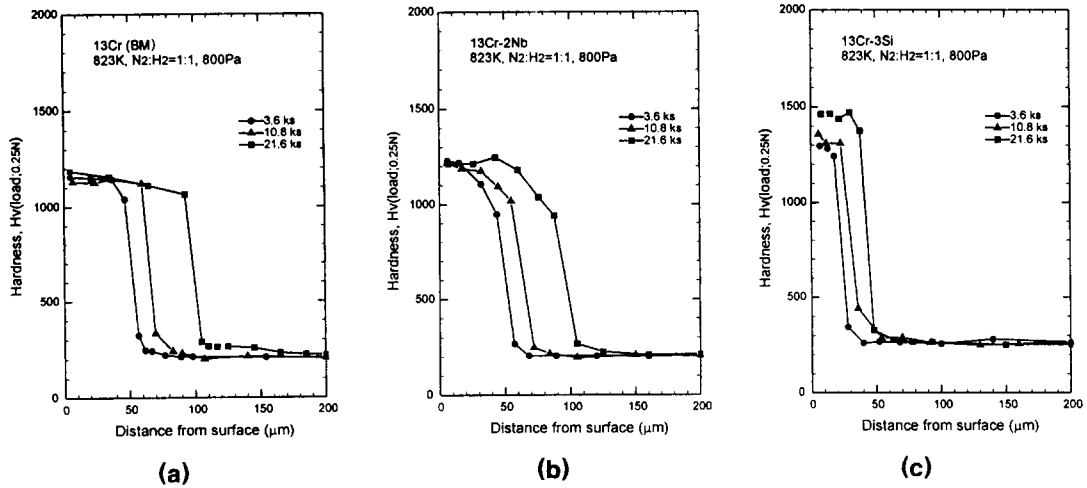 2000
1500
1000
500
0
Hardness, Hv(load;0.25N)
13Cr (BM)
823K, N2:H2=1:1, 800Pa
3.6 ks
10.8 ks
21.6 ks
0 50 100 150 200
Distance from surface (μm)
(a)
2000
1500
1000
500
0
Hardness, Hv(load;0.25N)
13Cr-2Nb
823K, N2:H2=1:1, 800Pa
3.6 ks
10.8 ks
21.6 ks
0 50 100 150 200
Distance from surface (μm)
(b)
2000
1500
1000
500
0
Hardness, Hv(load;0.25N)
13Cr-3Si
823K, N2:H2=1:1, 800Pa
3.6 ks
10.8 ks
21.6 ks
0 50 100 150 200
Distance from surface (μm)
(c)